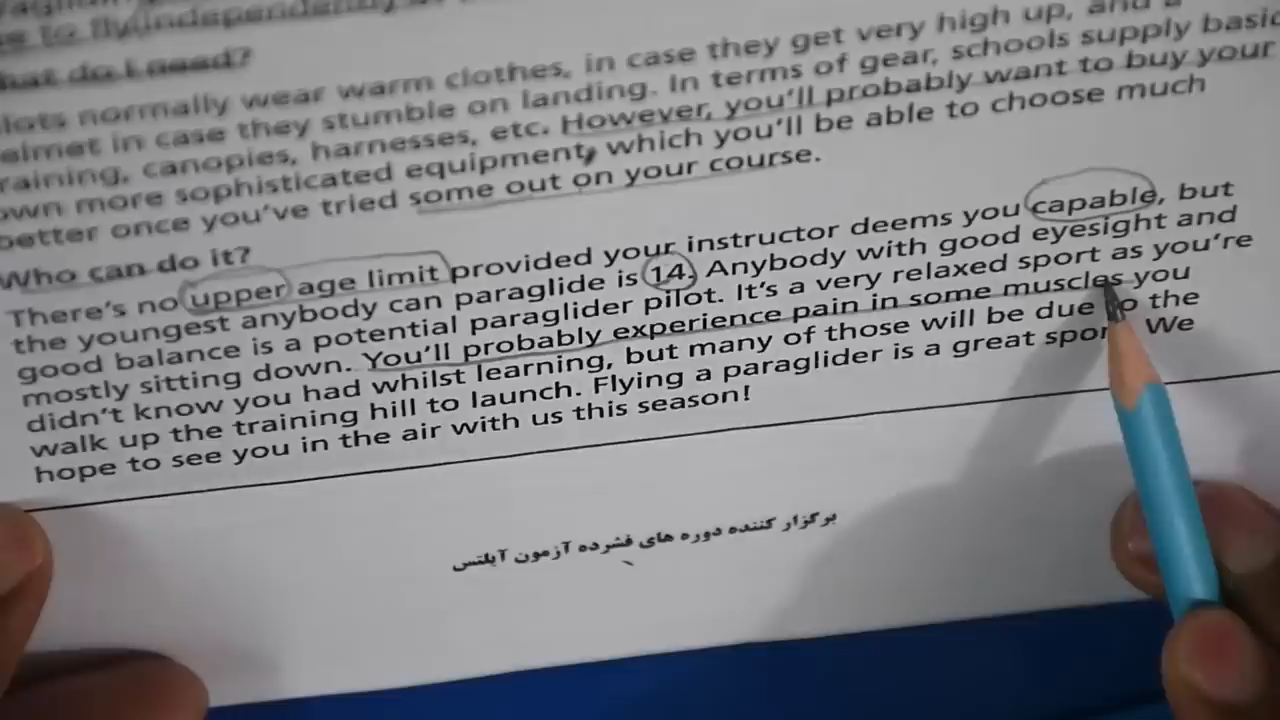 to fly independently
What do I need?
normally wear warm clothes, in case they get very high up, and a
in case they stumble on landing. In terms of gear, schools supply basic
canopies, harnesses, etc. However, you'll probably want to buy your
own more sophisticated equipment, which you'll be able to choose much
better once you've tried some out on your course.
Who can do it?
There's no upper age limit provided your instructor deems you capable, but
the youngest anybody can paraglide is 14. Anybody with good eyesight and
good balance is a potential paraglider pilot. It's a very relaxed sport as you're
mostly sitting down. You'll probably experience pain in some muscles you
didn't know you had whilst learning, but many of those will be due to the
walk up the training hill to launch. Flying a paraglider is a great sport. We
hope to see you in the air with us this season!
برگزار کننده دوره های فشرده آزمون آیلتس